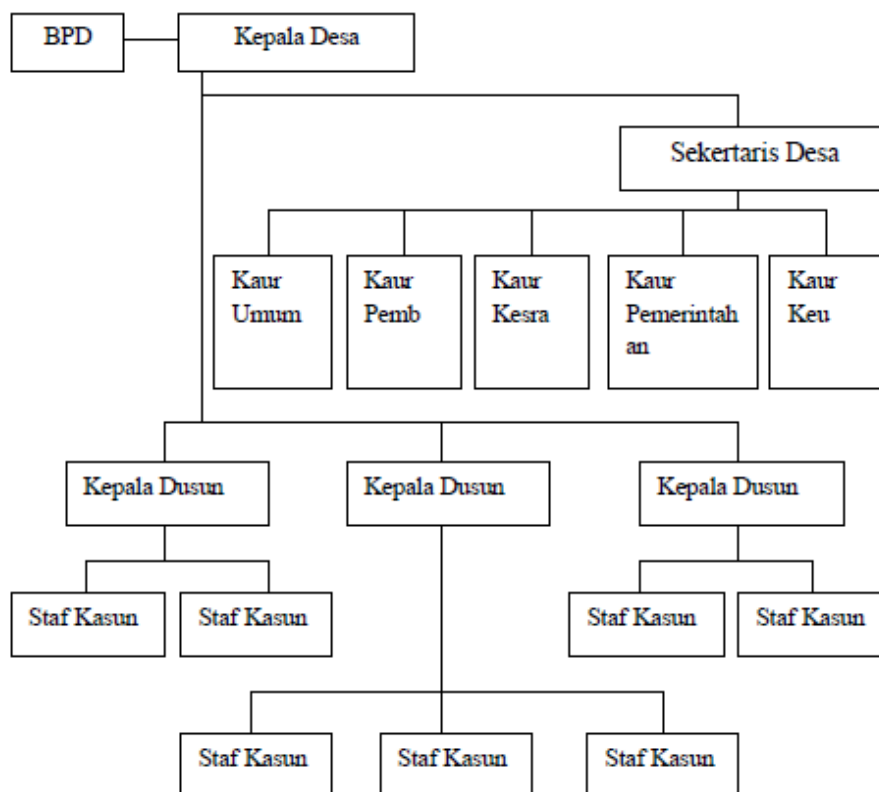 BPD
Kepala Desa
Sekertaris Desa
Kaur
Umum
Kaur
Pemb
Kaur
Kesra
Kaur
Pemerintah
an
Kaur
Keu
Kepala Dusun
Kepala Dusun
Kepala Dusun
Staf Kasun
Staf Kasun
Staf Kasun
Staf Kasun
Staf Kasun
Staf Kasun
Staf Kasun